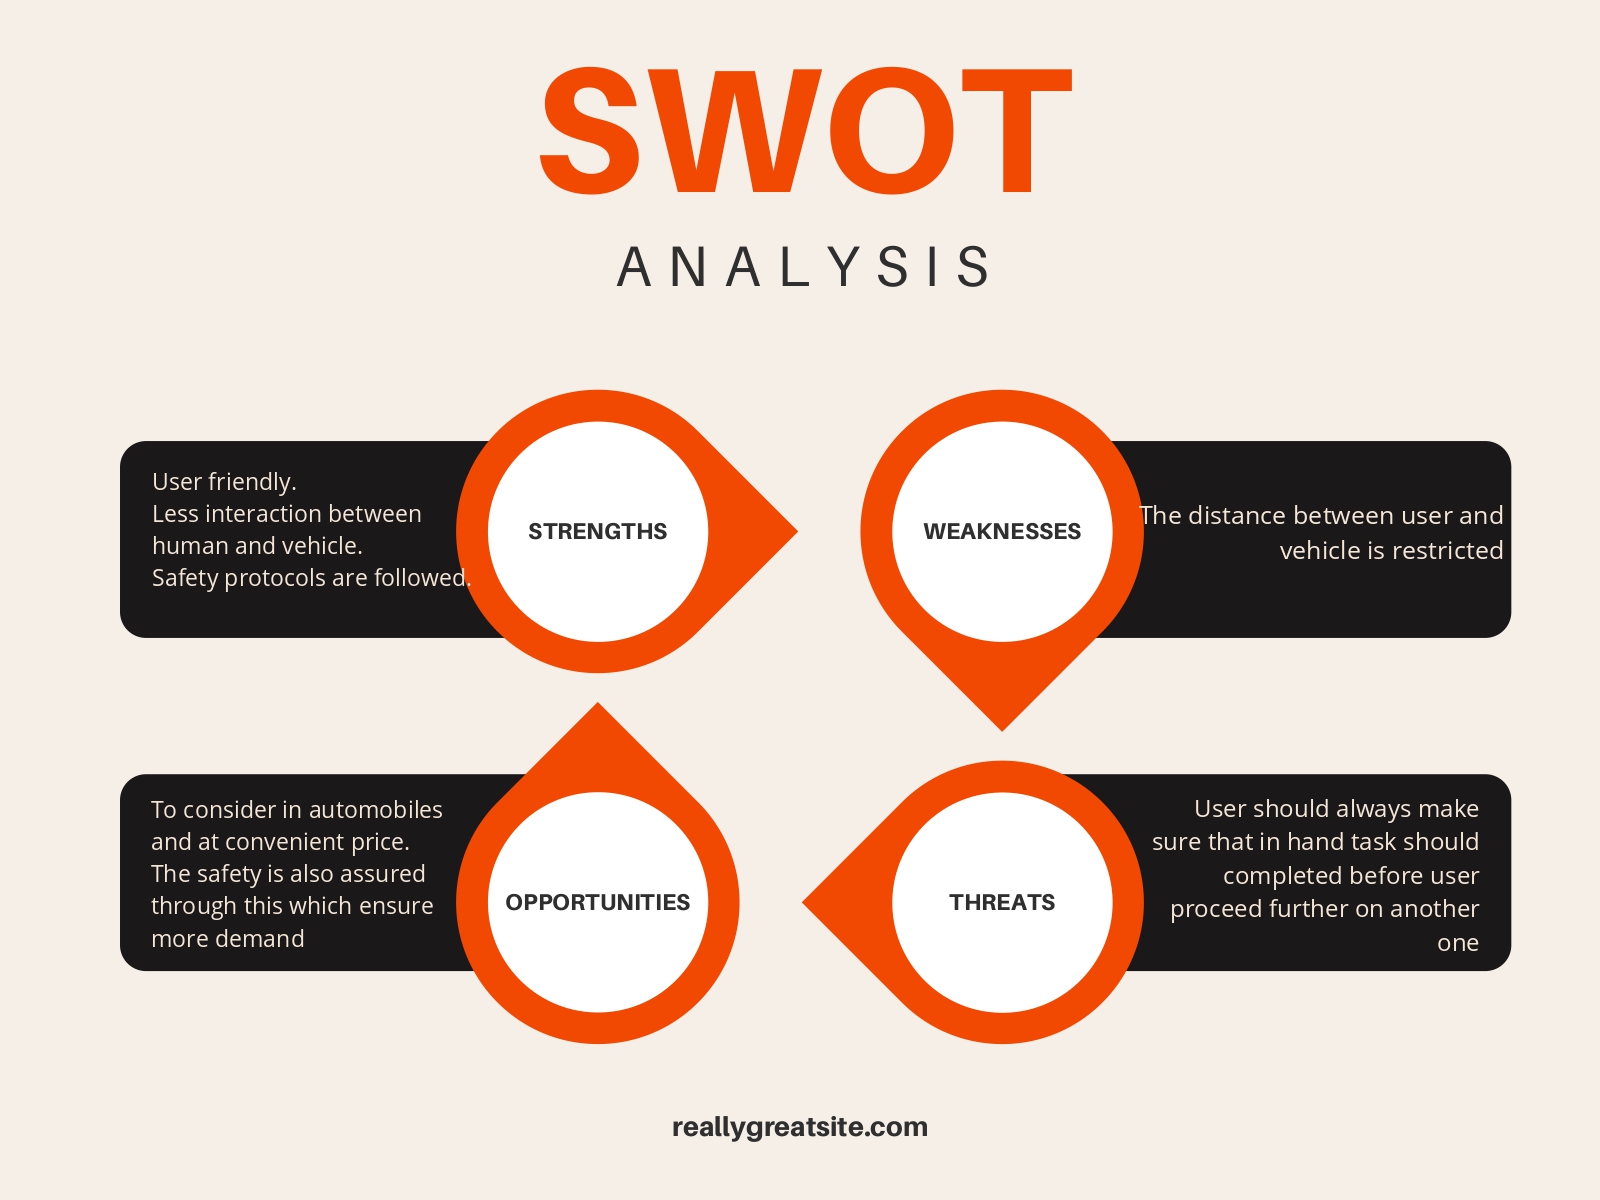 SWOT
ANALYSIS
User friendly.
Less interaction between
human and vehicle.
Safety protocols are followed.
STRENGTHS
WEAKNESSES
The distance between user and
vehicle is restricted
To consider in automobiles
and at convenient price.
The safety is also assured
through this which ensure
more demand
OPPORTUNITIES
THREATS
User should always make
sure that in hand task should
completed before user
proceed further on another
one
reallygreatsite.com